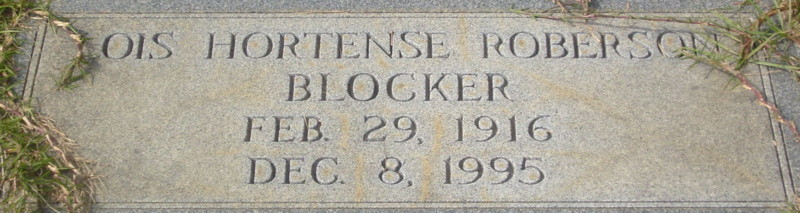 OIS HORTENSE ROBERSON
BLOCKER
FEB. 29, 1916
DEC. 8, 1995